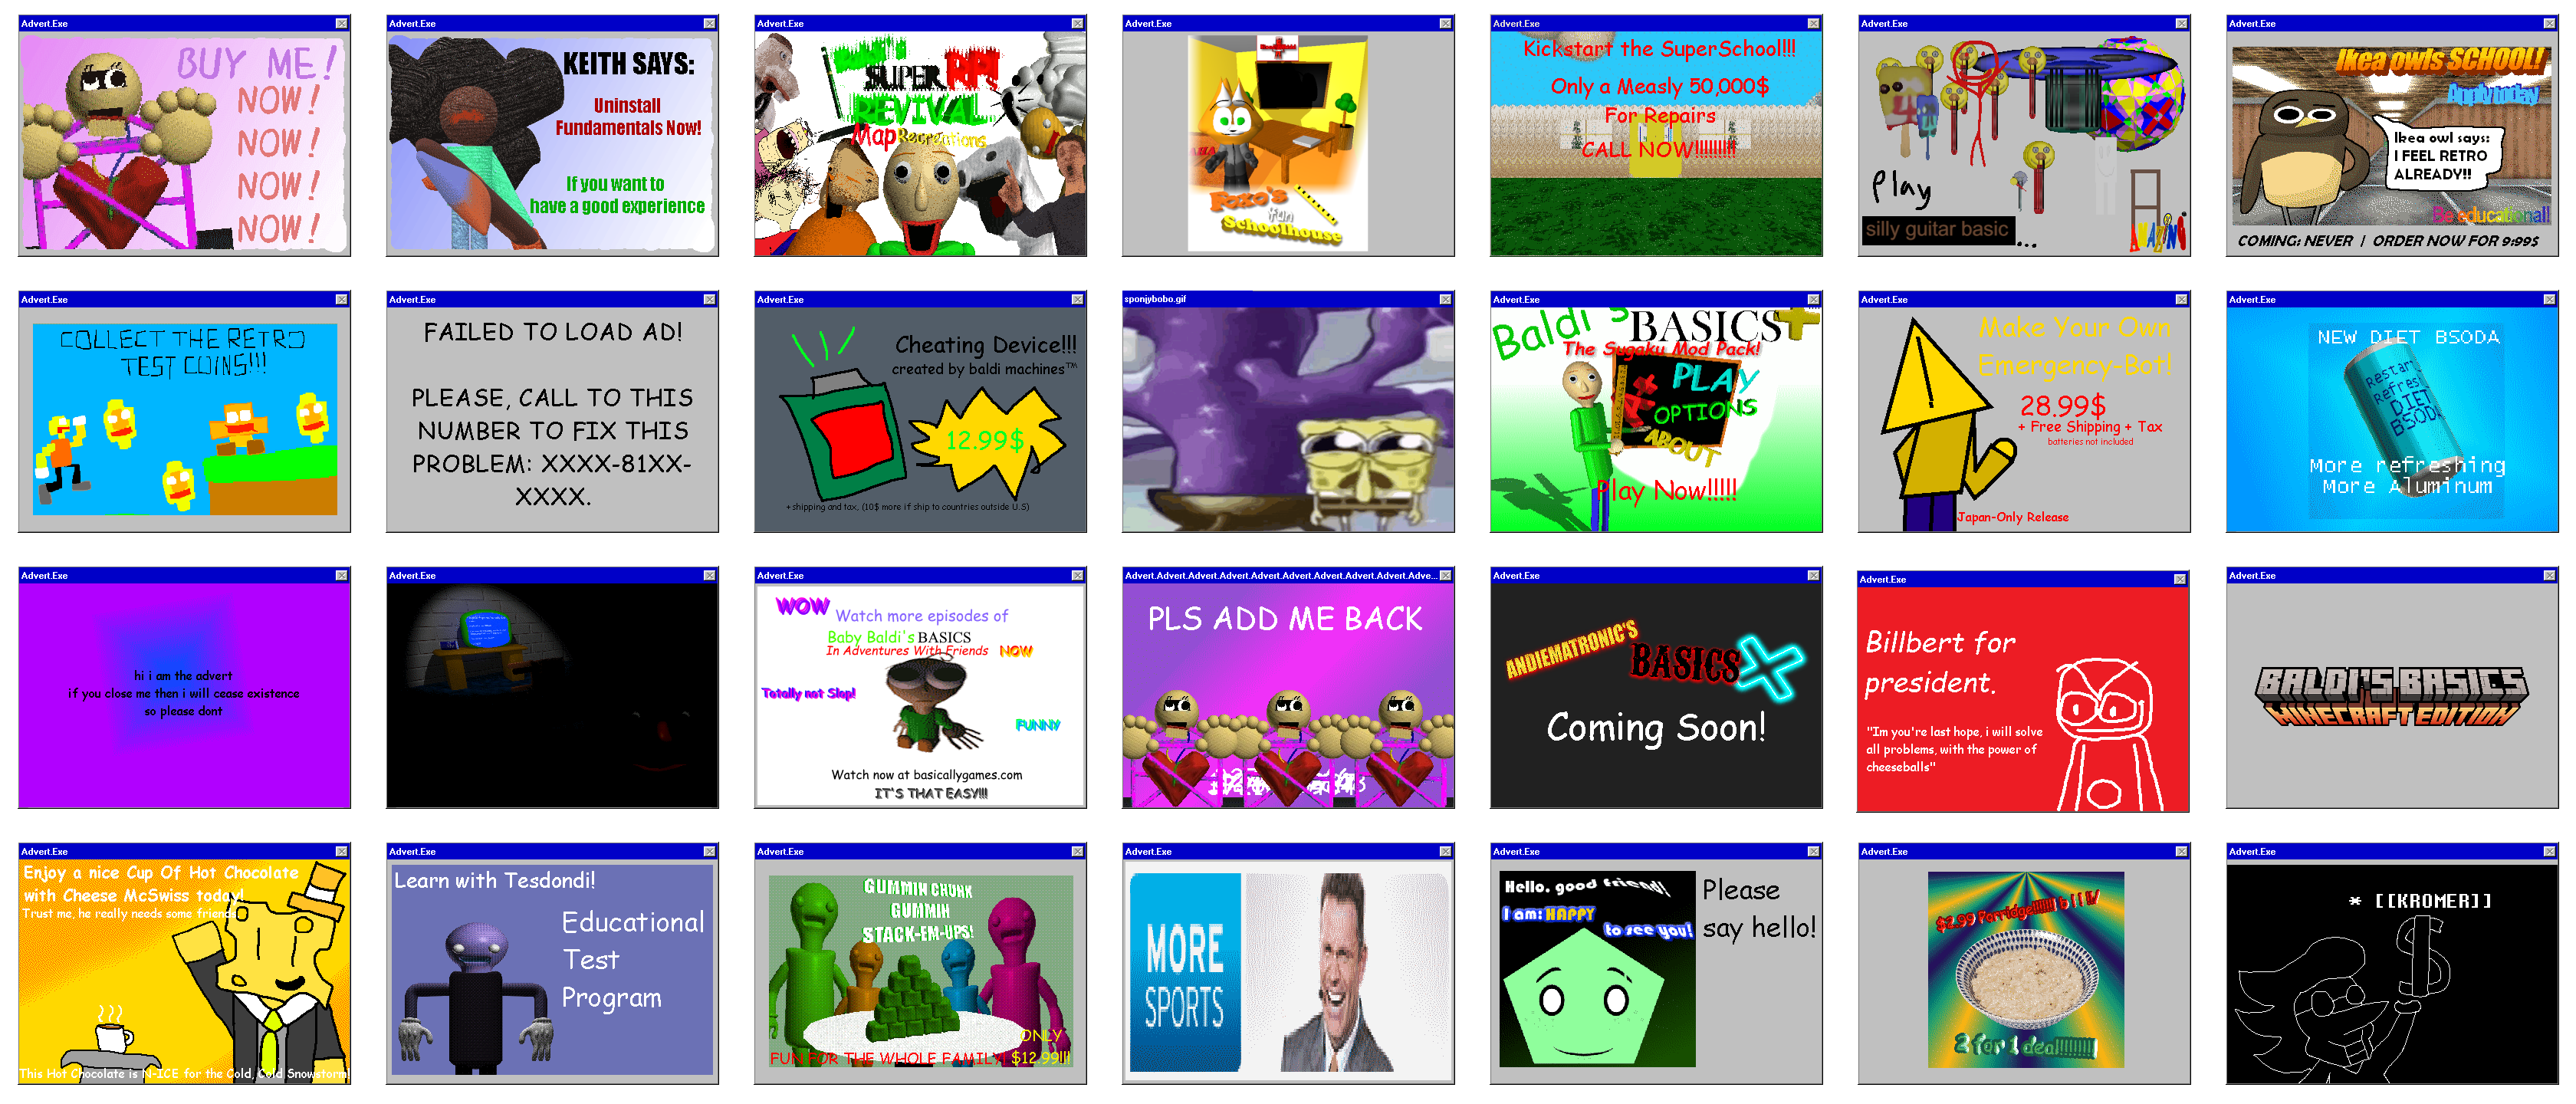 Advert.Exe
BUY ME!
NOW!
NOW!
NOW!
NOW!
Advert.Exe
KEITH SAYS:
Uninstall
Fundamentals Now!
If you want to
have a good experience
Advert.Exe
SUPER RP!
REVIVAL
Map Recreations
Advert.Exe
Foxo's
fun
Schoolhouse
Advert.Exe
Kickstart the SuperSchool!!!!
Only a Measly 50,000$
For Repairs
CALL NOW!!!!!!!!!
Advert.Exe
Play
silly guitar basic...
AMAZING
Advert.Exe
Ikea owls SCHOOL!
Apply today
Ikea owl says:
I FEEL RETRO
ALREADY!!
Be educational!
COMING: NEVER | ORDER NOW FOR 9:99$
Advert.Exe
COLLECT THE RETRO
TEST COINS!!!
Advert.Exe
FAILED TO LOAD AD!
PLEASE, CALL TO THIS
NUMBER TO FIX THIS
PROBLEM: XXXX-81XX-
XXXX.
Advert.Exe
Cheating Device!!!
created by baldi machines™
12.99$
+ shipping and tax, (10$ more if ship to countries outside U.S)
sponjybobo.gif
Advert.Exe
Baldi's BASICS+
The Sugaku Mod Pack!
PLAY
OPTIONS
ABOUT
Play Now!!!!!
Advert.Exe
Make Your Own
Emergency-Bot!
28.99$
+ Free Shipping + Tax
batteries not included
Japan-Only Release
Advert.Exe
NEW DIET BSODA
Restart
Refres
DIET
BSODA
More refreshing
More Aluminum
Advert.Exe
hi i am the advert
if you close me then i will cease existence
so please dont
Advert.Exe
Advert.Exe
WOW
Watch more episodes of
Baby Baldi's BASICS
In Adventures With Friends NOW
Totally not Slop!
FUNNY
Watch now at basicallygames.com
IT'S THAT EASY!!!
Advert.Advert.Advert.Advert.Advert.Advert.Advert.Advert.Advert.Adve...
PLS ADD ME BACK
Advert.Exe
ANDIEMATRONIC'S
BASICS+
Coming Soon!
Advert.Exe
Billbert for
president.
"Im you're last hope, i will solve
all problems, with the power of
cheeseballs"
Advert.Exe
BALDI'S BASICS
MINECRAFT EDITION
Advert.Exe
Enjoy a nice Cup Of Hot Chocolate
with Cheese McSwiss today!
Trust me, he really needs some friends
This Hot Chocolate is N-ICE for the Cold, Cold Snowstorm!
Advert.Exe
Learn with Tesdondi!
Educational
Test
Program
Advert.Exe
GUMMIN CHUNK
GUMMIN
STACK-EM-UPS!
ONLY
FUN FOR THE WHOLE FAMILY! $12.99!!!
Advert.Exe
MORE
SPORTS
Advert.Exe
Hello, good friend!
I am: HAPPY
to see you!
Please
say hello!
Advert.Exe
$2.99 Porridge!!!!!!
2 for 1 deal!!!!!!!!
Advert.Exe
* [[KROMER]]